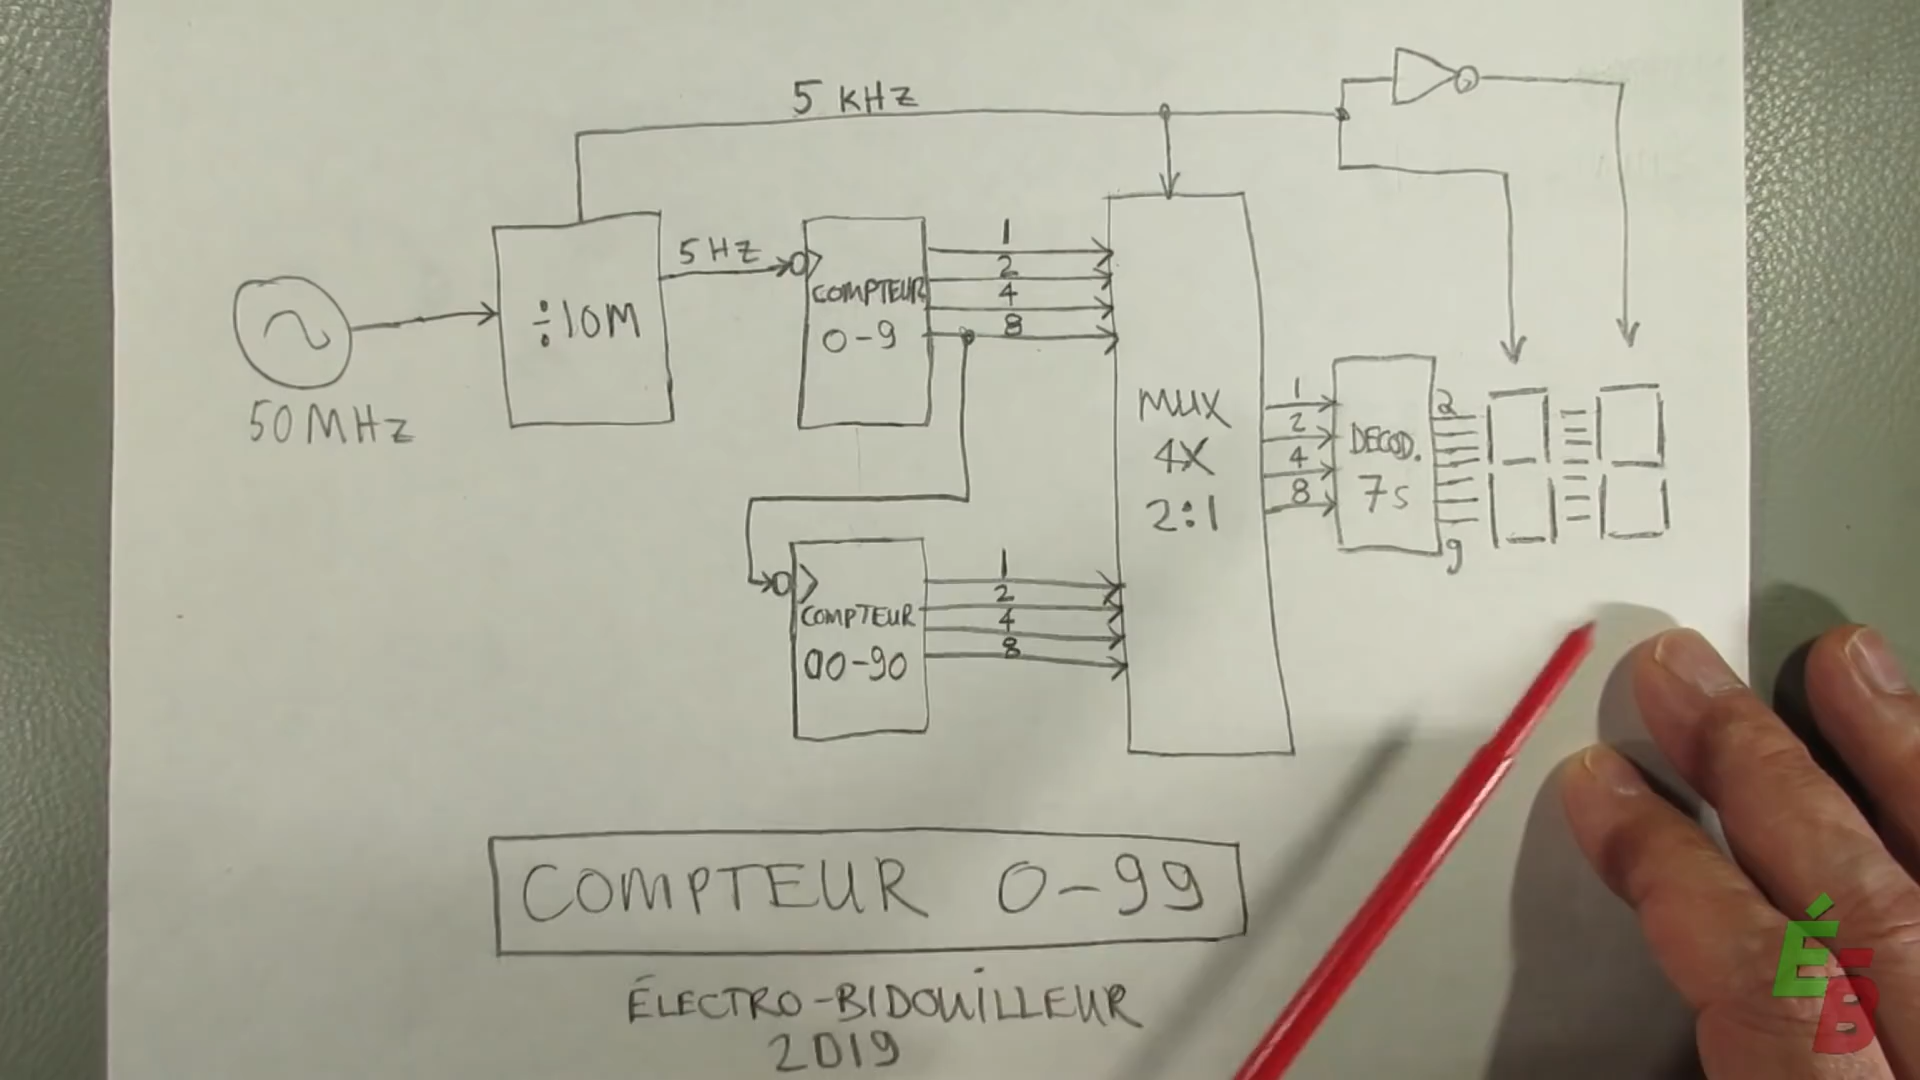 5 KHZ
50 MHz
÷10M
5 HZ
COMPTEUR
0-9
1
2
4
8
COMPTEUR
00-90
1
2
4
8
MUX
4X
2:1
1
2
4
8
DECOD.
7s
a
g
COMPTEUR 0-99
ÉLECTRO-BIDOUILLEUR
2019
ÉB